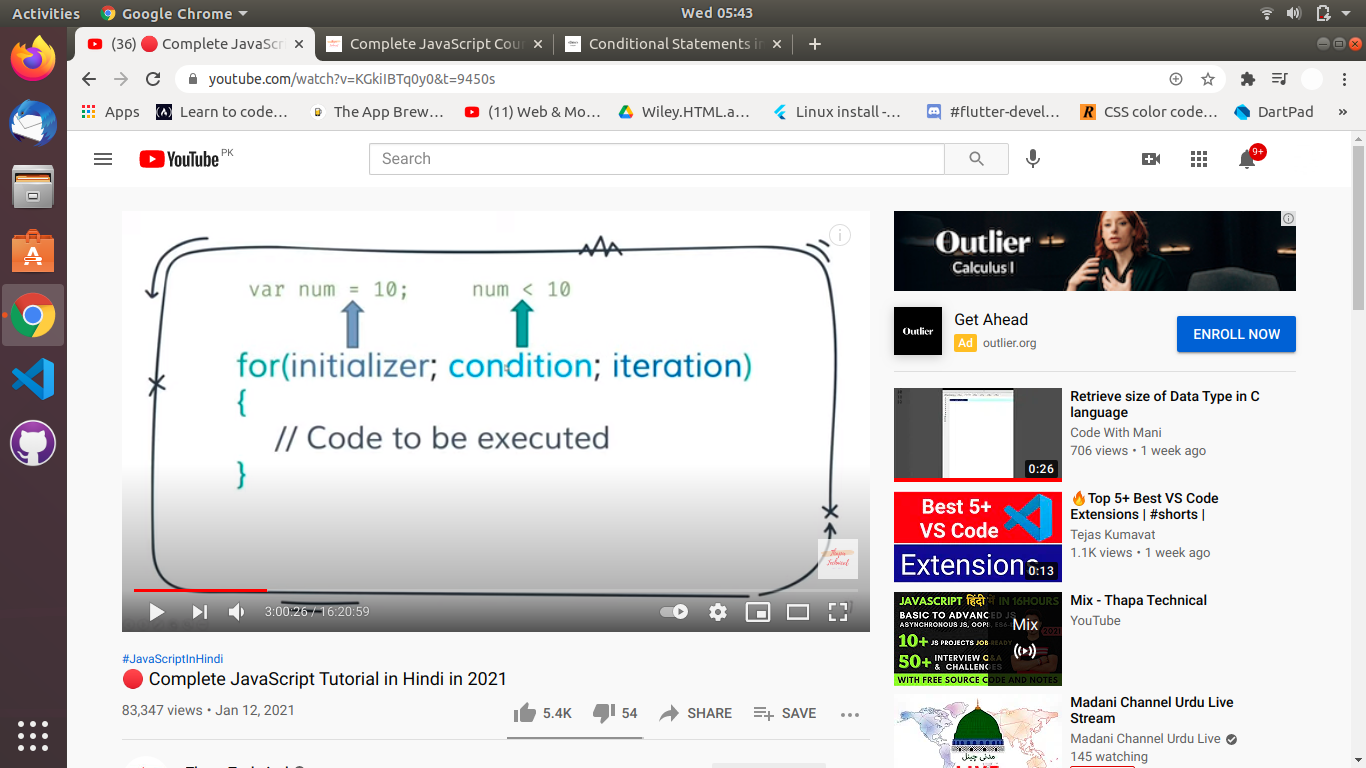 Activities
Google Chrome
Wed 05:43
(36) 🔴 Complete JavaScr
Complete JavaScript Cour
Conditional Statements in
youtube.com/watch?v=KGkiIBTq0y0&t=9450s
Apps
Learn to code…
The App Brew…
(11) Web & Mo…
Wiley.HTML.a…
Linux install -…
#flutter-devel…
CSS color code…
DartPad
»
YouTube PK
Search
9+
var num = 10;
num < 10
for(initializer; condition; iteration)
{
// Code to be executed
}
Thapa
Technical
3:00:26 / 16:20:59
#JavaScriptInHindi
🔴 Complete JavaScript Tutorial in Hindi in 2021
83,347 views • Jan 12, 2021
5.4K
54
SHARE
SAVE
Outlier
Calculus I
Outlier
Get Ahead
Ad outlier.org
ENROLL NOW
0:26
Retrieve size of Data Type in C
language
Code With Mani
706 views • 1 week ago
Best 5+
VS Code
Extensions
0:13
🔥Top 5+ Best VS Code
Extensions | #shorts |
Tejas Kumavat
1.1K views • 1 week ago
JAVASCRIPT हिंदी में IN 16HOURS
BASIC TO ADVANCED JS
ASYNCHRONOUS JS, OOPS, ES6-
10+ JS PROJECTS JOB-READY
50+ INTERVIEW Q&A
& CHALLENGES
WITH FREE SOURCE CODE AND NOTES
Mix
Mix - Thapa Technical
YouTube
مدنی چینل
LIVE
Madani Channel Urdu Live
Stream
Madani Channel Urdu Live
145 watching